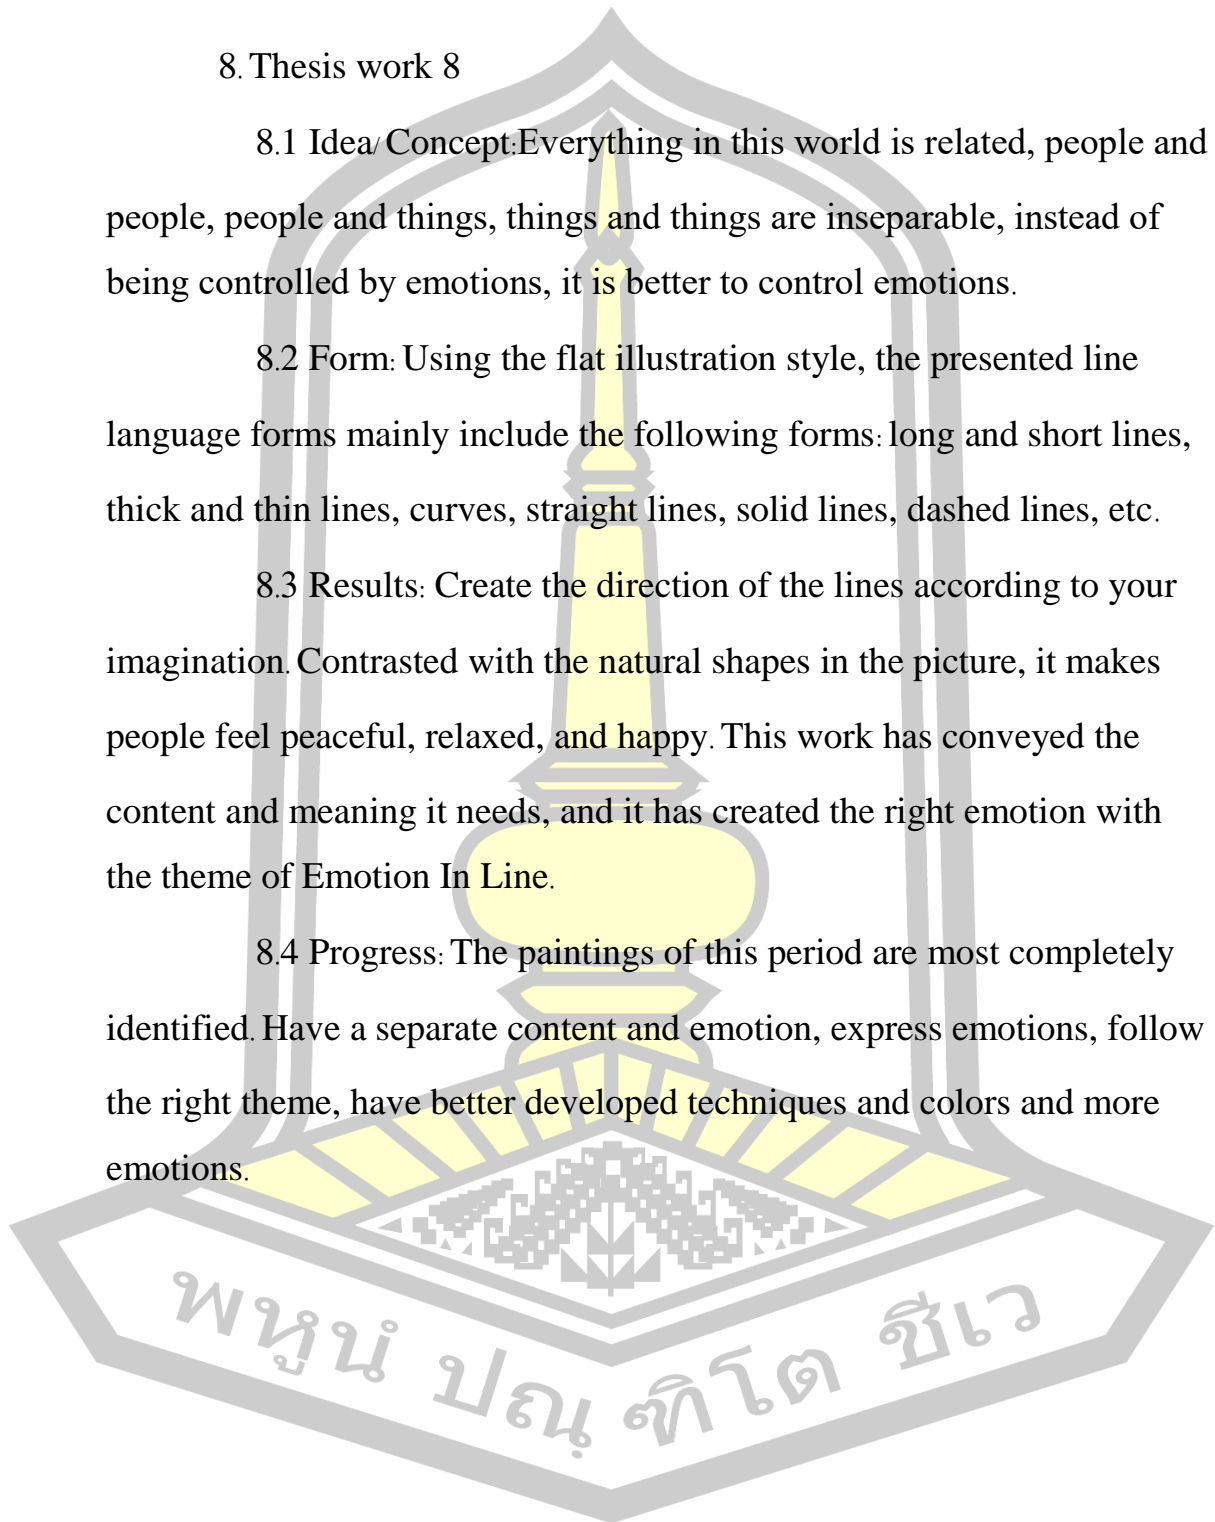 8. Thesis work 8
8.1 Idea/ Concept:Everything in this world is related, people and
people, people and things, things and things are inseparable, instead of
being controlled by emotions, it is better to control emotions.
8.2 Form: Using the flat illustration style, the presented line
language forms mainly include the following forms: long and short lines,
thick and thin lines, curves, straight lines, solid lines, dashed lines, etc.
8.3 Results: Create the direction of the lines according to your
imagination. Contrasted with the natural shapes in the picture, it makes
people feel peaceful, relaxed, and happy. This work has conveyed the
content and meaning it needs, and it has created the right emotion with
the theme of Emotion In Line.
8.4 Progress: The paintings of this period are most completely
identified. Have a separate content and emotion, express emotions, follow
the right theme, have better developed techniques and colors and more
emotions.
พหูนํ ปณฺ ฑิโต ชีเว